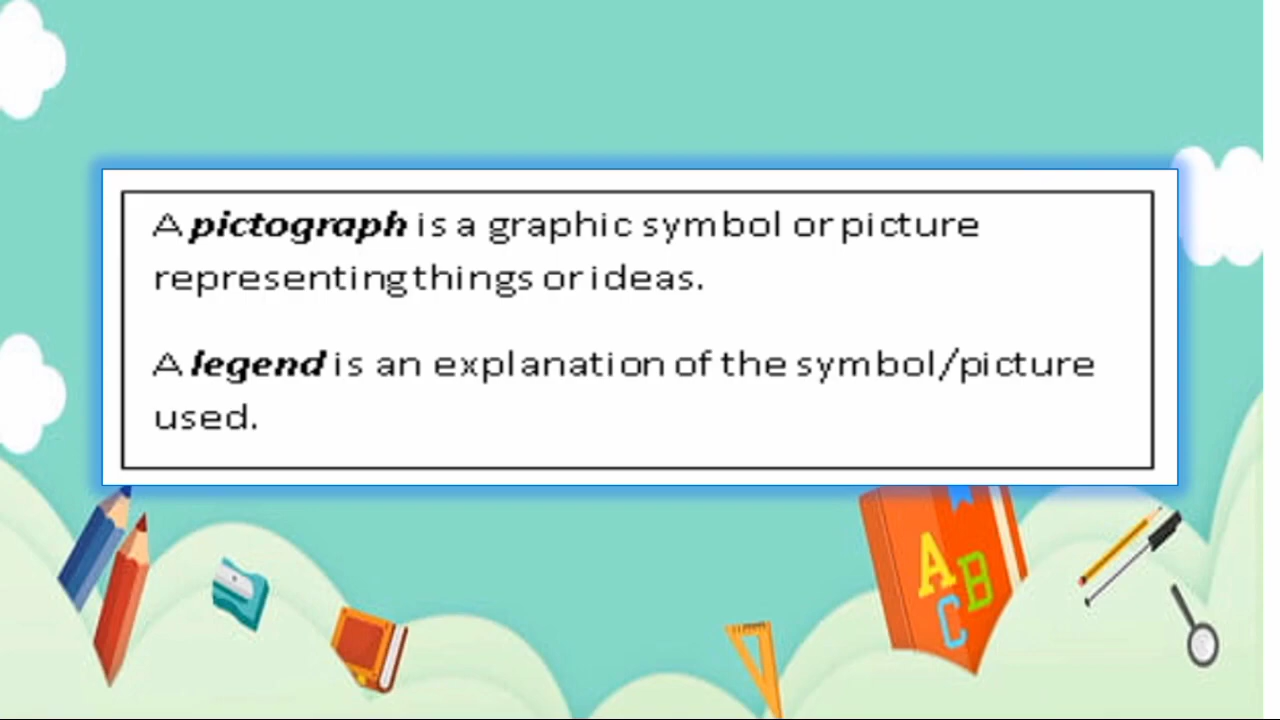 A pictograph is a graphic symbol or picture
representing things or ideas.
A legend is an explanation of the symbol/picture
used.
A
B
C